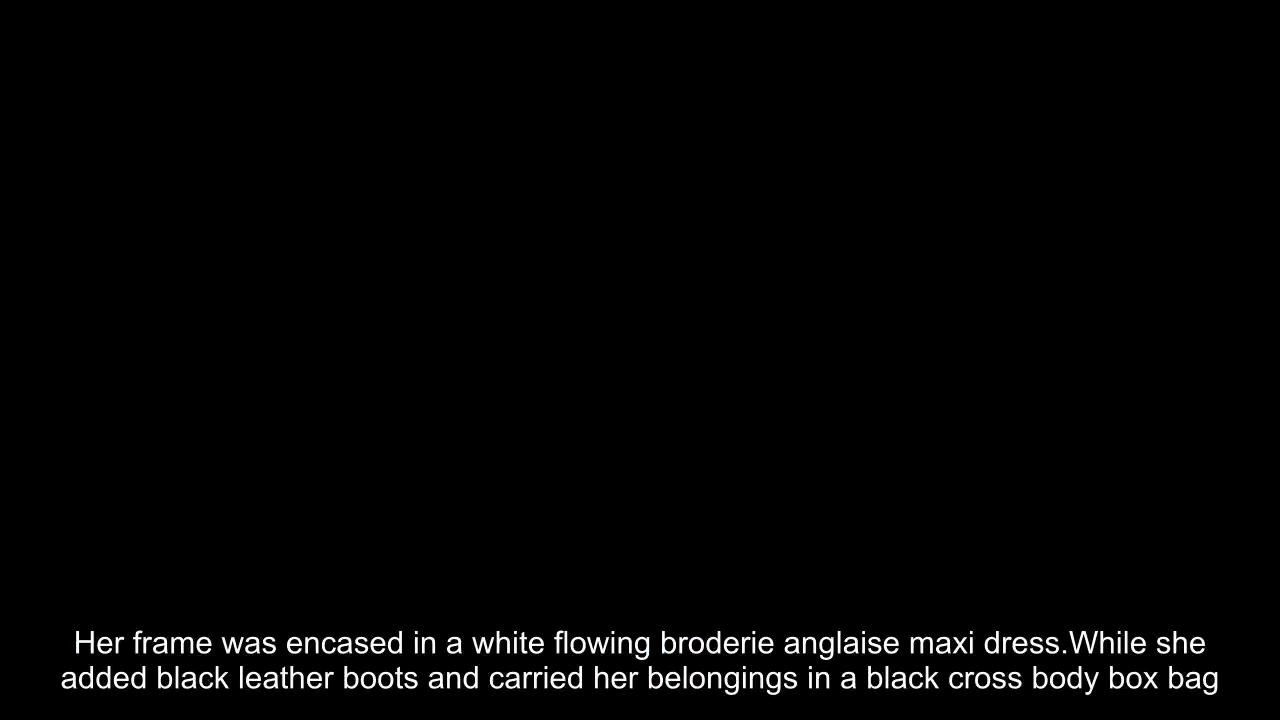 Her frame was encased in a white flowing broderie anglaise maxi dress.While she
added black leather boots and carried her belongings in a black cross body box bag